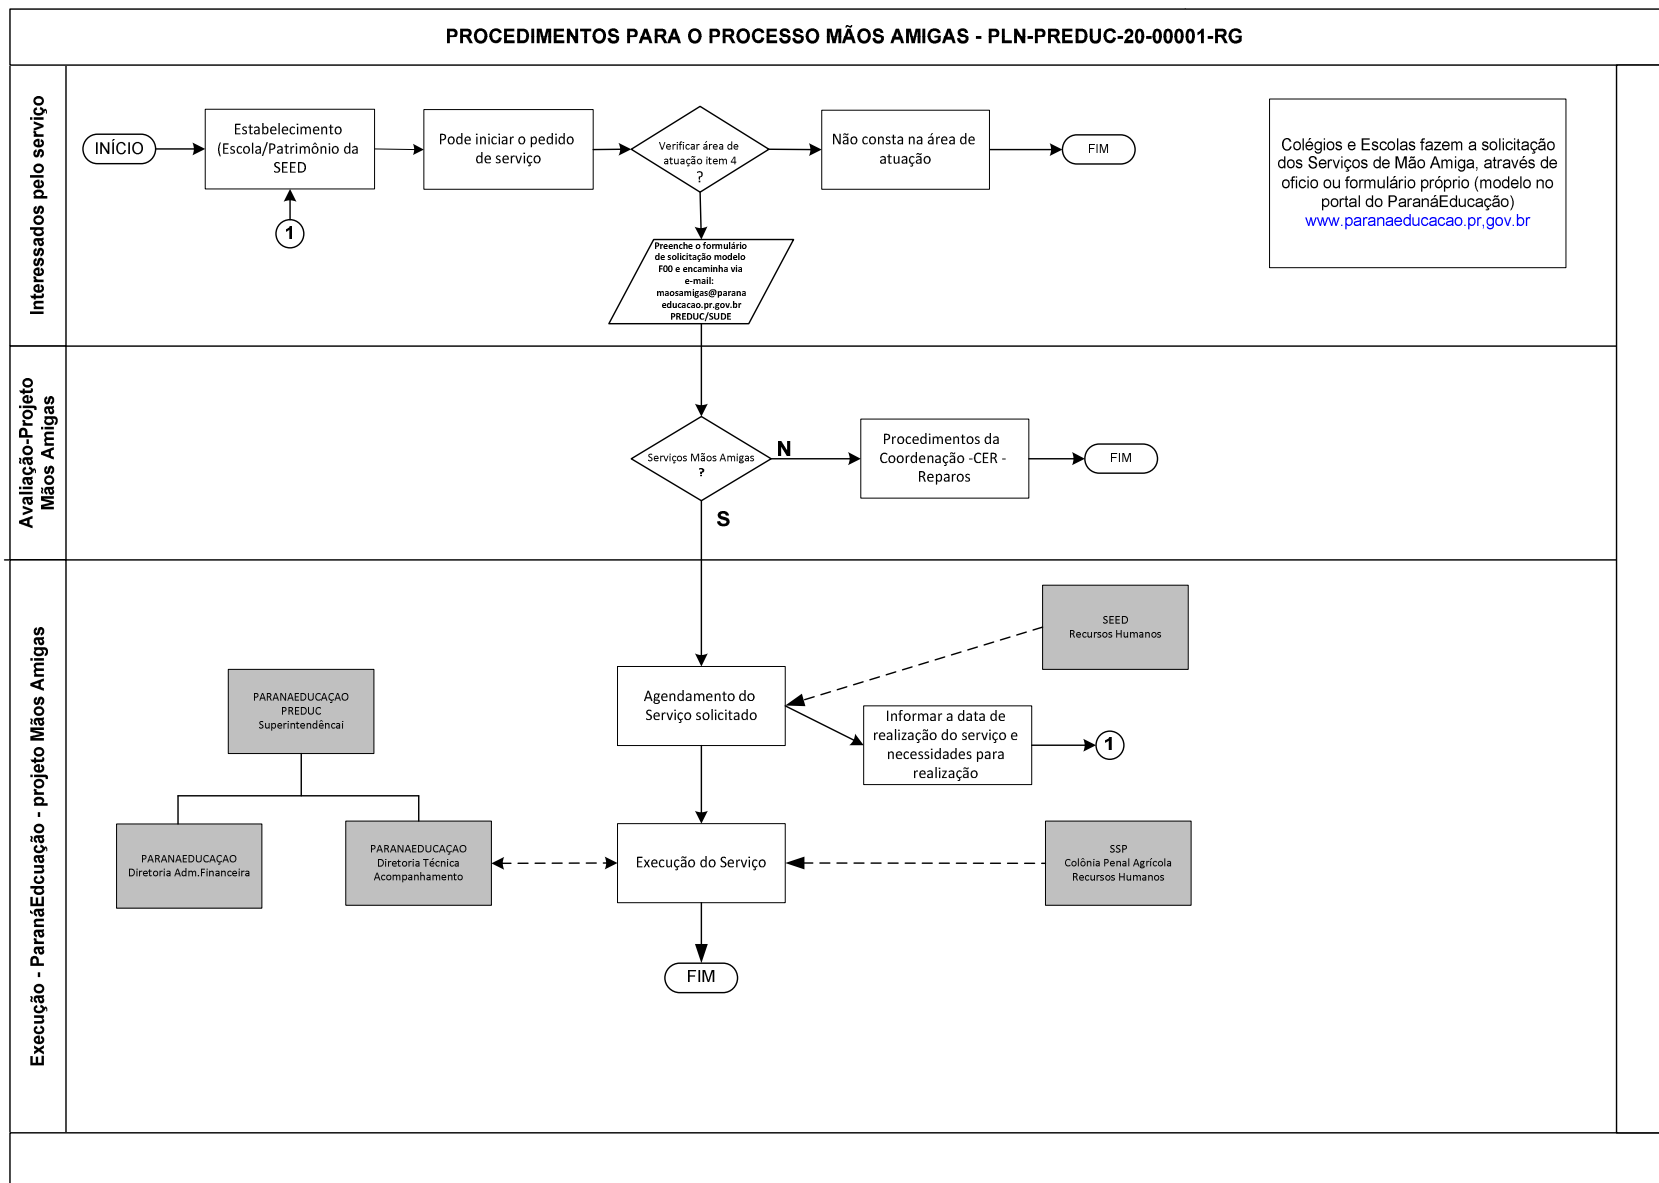 PROCEDIMENTOS PARA O PROCESSO MÃOS AMIGAS - PLN-PREDUC-20-00001-RG
Interessados pelo serviço
INÍCIO
Estabelecimento
(Escola/Patrimônio da
SEED
1
Pode iniciar o pedido
de serviço
Verificar área de
atuação item 4
?
Não consta na área de
atuação
FIM
Colégios e Escolas fazem a solicitação
dos Serviços de Mão Amiga, através de
oficio ou formulário próprio (modelo no
portal do ParanáEducação)
www.paranaeducacao.pr,gov.br
Preenche o formulário
de solicitação modelo
F00 e encaminha via
e-mail:
maosamigas@parana
educacao.pr.gov.br
PREDUC/SUDE
Avaliação-Projeto
Mãos Amigas
Serviços Mãos Amigas
?
N
S
Procedimentos da
Coordenação -CER -
Reparos
FIM
Execução - ParanáEdcuação - projeto Mãos Amigas
SEED
Recursos Humanos
PARANAEDUCAÇAO
PREDUC
Superintendêncai
Agendamento do
Serviço solicitado
Informar a data de
realização do serviço e
necessidades para
realização
1
PARANAEDUCAÇAO
Diretoria Adm.Financeira
PARANAEDUCAÇAO
Diretoria Técnica
Acompanhamento
Execução do Serviço
SSP
Colônia Penal Agrícola
Recursos Humanos
FIM